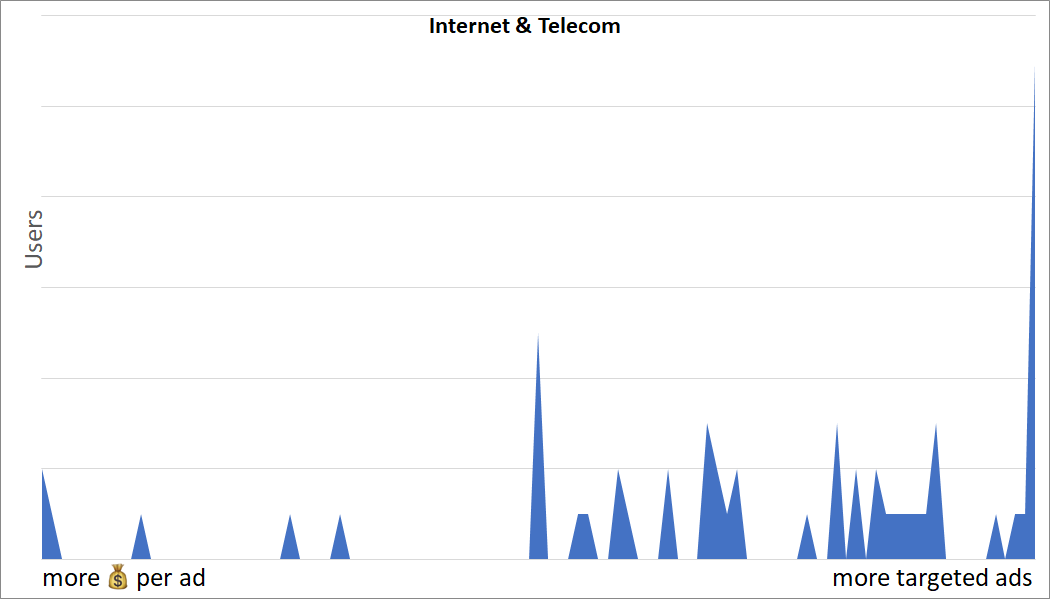 Internet & Telecom
Users
more 💰 per ad
more targeted ads